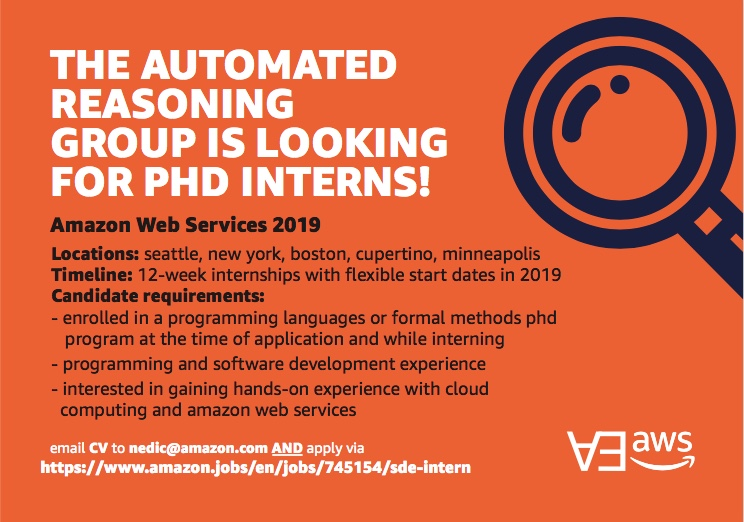 THE AUTOMATED
REASONING
GROUP IS LOOKING
FOR PHD INTERNS!
Amazon Web Services 2019
Locations: seattle, new york, boston, cupertino, minneapolis
Timeline: 12-week internships with flexible start dates in 2019
Candidate requirements:
- enrolled in a programming languages or formal methods phd
program at the time of application and while interning
- programming and software development experience
- interested in gaining hands-on experience with cloud
computing and amazon web services
email CV to nedic@amazon.com AND apply via
https://www.amazon.jobs/en/jobs/745154/sde-intern
∀∃ aws